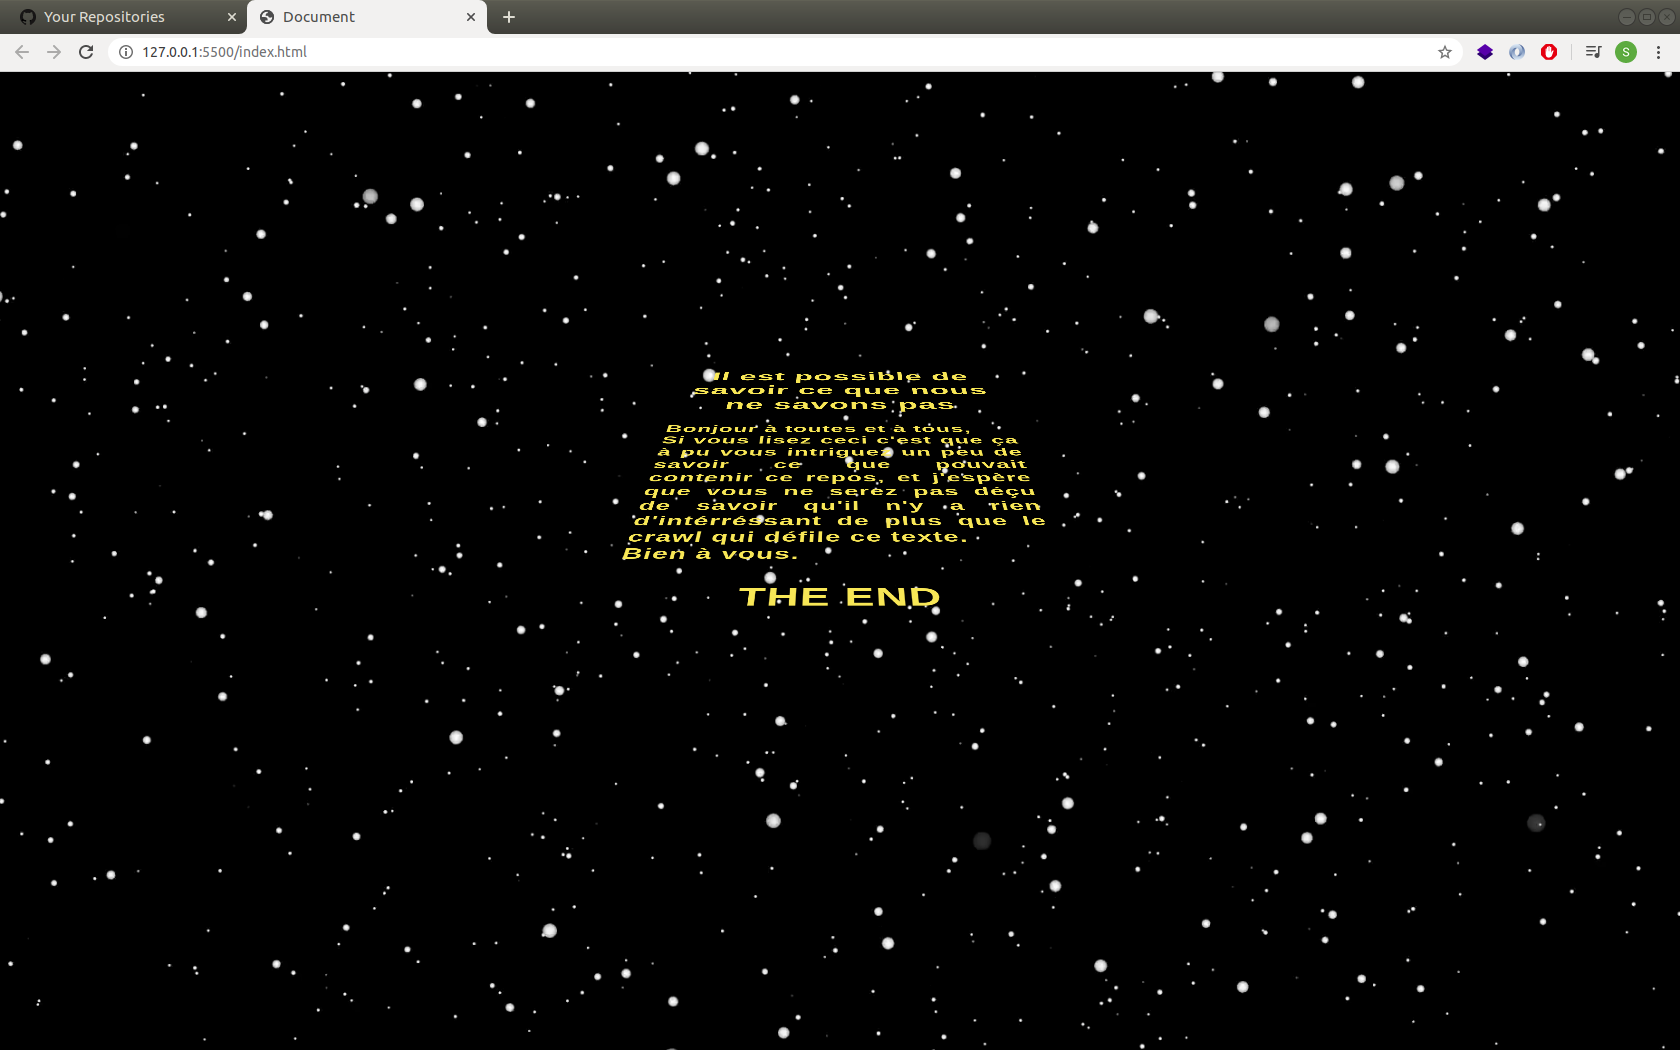 Your Repositories
Document
127.0.0.1:5500/index.html
S
Il est possible de
savoir ce que nous
ne savons pas
Bonjour à toutes et à tous,
Si vous lisez ceci c'est que ça
à pu vous intriguez un peu de
savoir ce que pouvait
contenir ce repos, et j'espère
que vous ne serez pas déçu
de savoir qu'il n'y a rien
d'intérréssant de plus que le
crawl qui défile ce texte.
Bien à vous.
THE END